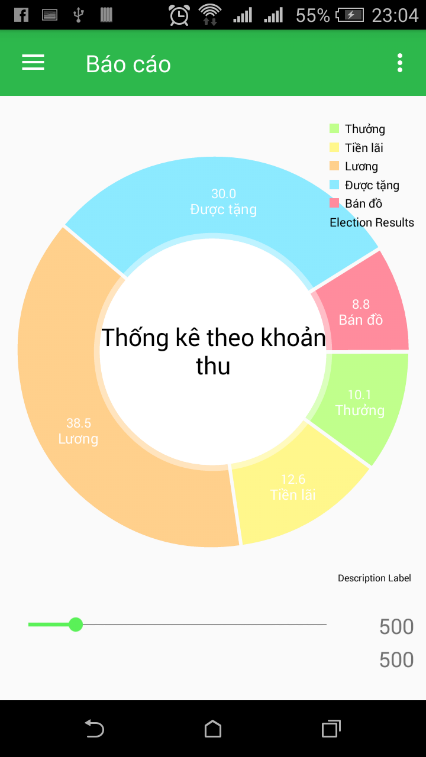 55% 23:04
Báo cáo
Thưởng
Tiền lãi
Lương
Được tặng
Bán đồ
Election Results
30.0
Được tặng
8.8
Bán đồ
Thống kê theo khoản
thu
10.1
Thưởng
38.5
Lương
12.6
Tiền lãi
Description Label
500
500